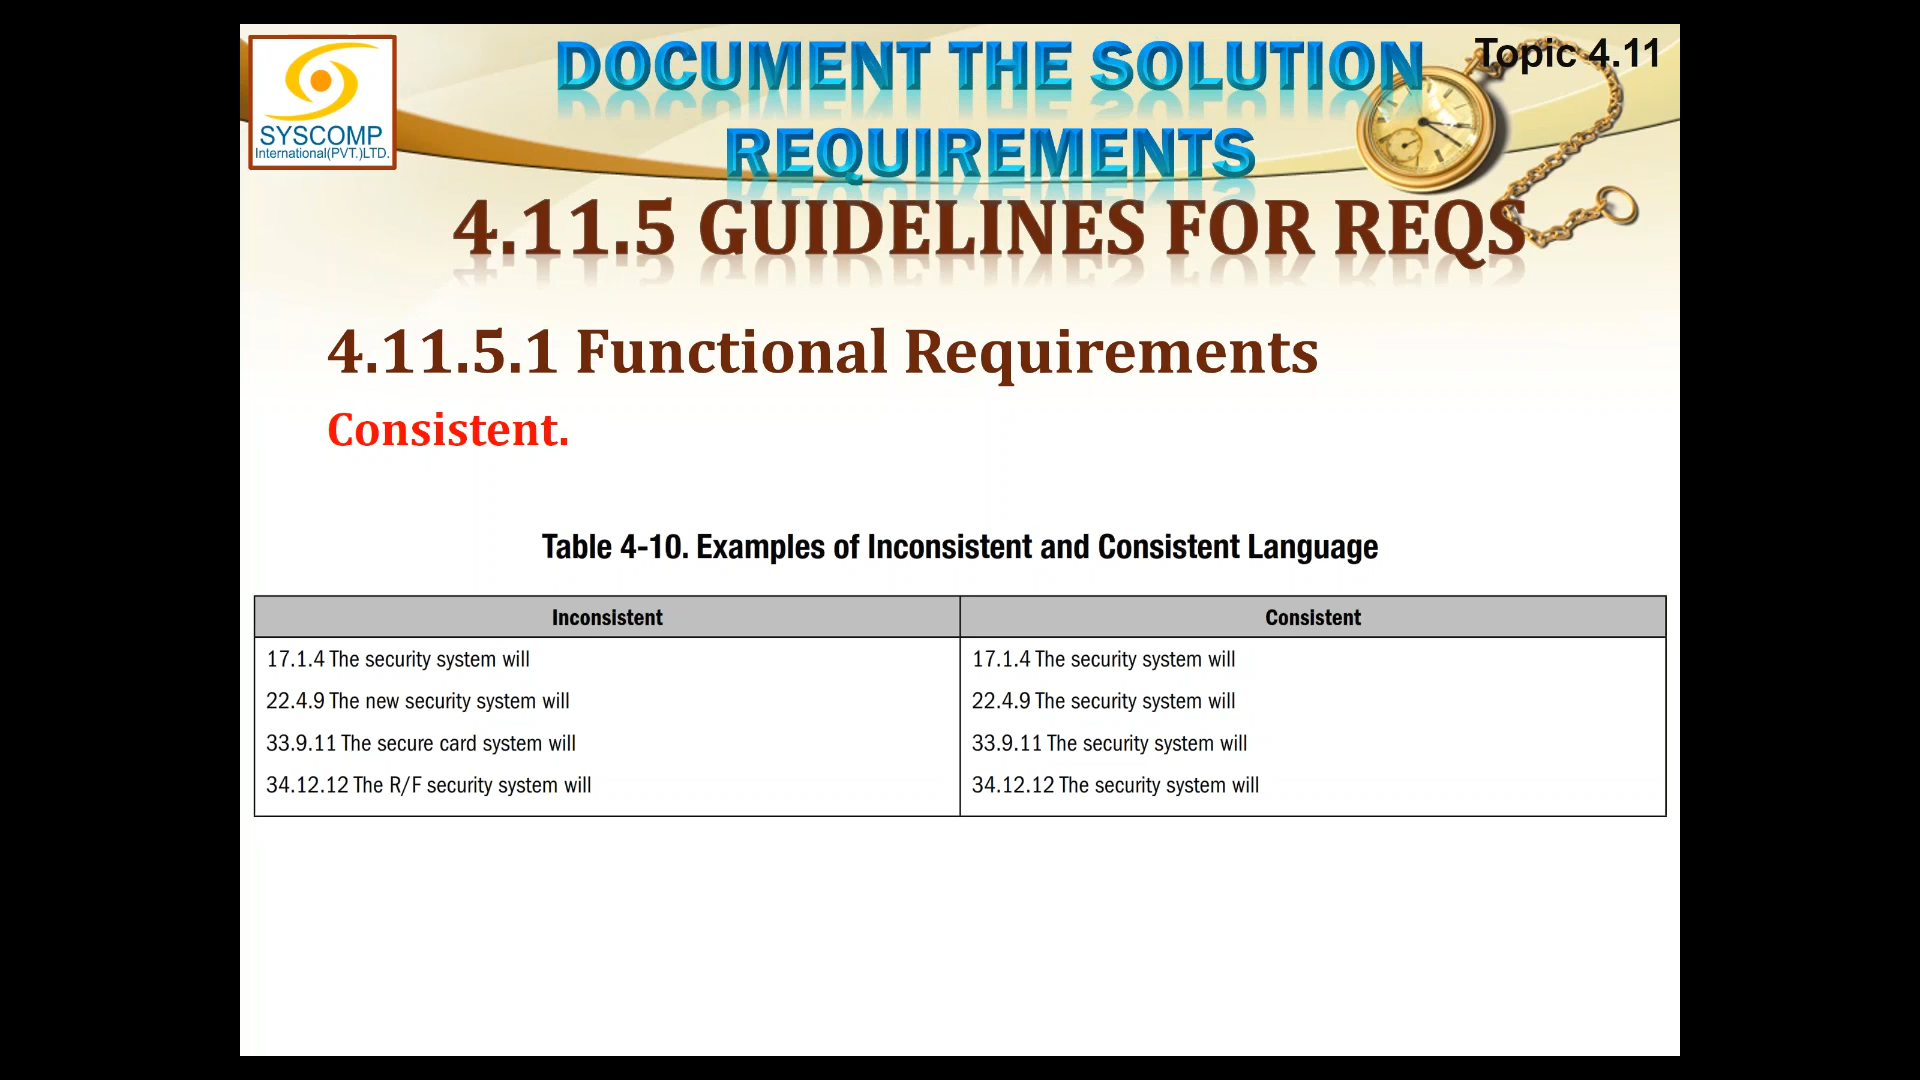 SYSCOMP
International(PVT.)LTD.
DOCUMENT THE SOLUTION
REQUIREMENTS
Topic 4.11
4.11.5 GUIDELINES FOR REQS
4.11.5.1 Functional Requirements
Consistent.
Table 4-10. Examples of Inconsistent and Consistent Language
Inconsistent
Consistent
17.1.4 The security system will
17.1.4 The security system will
22.4.9 The new security system will
22.4.9 The security system will
33.9.11 The secure card system will
33.9.11 The security system will
34.12.12 The R/F security system will
34.12.12 The security system will